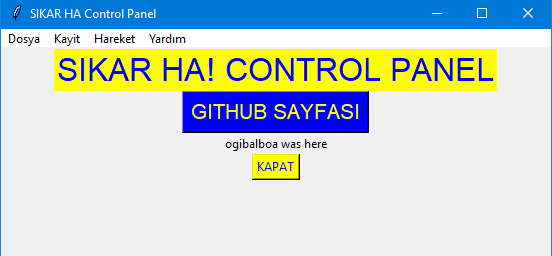 SIKAR HA Control Panel
Dosya Kayit Hareket Yardım
SIKAR HA! CONTROL PANEL
GITHUB SAYFASI
ogibalboa was here
KAPAT